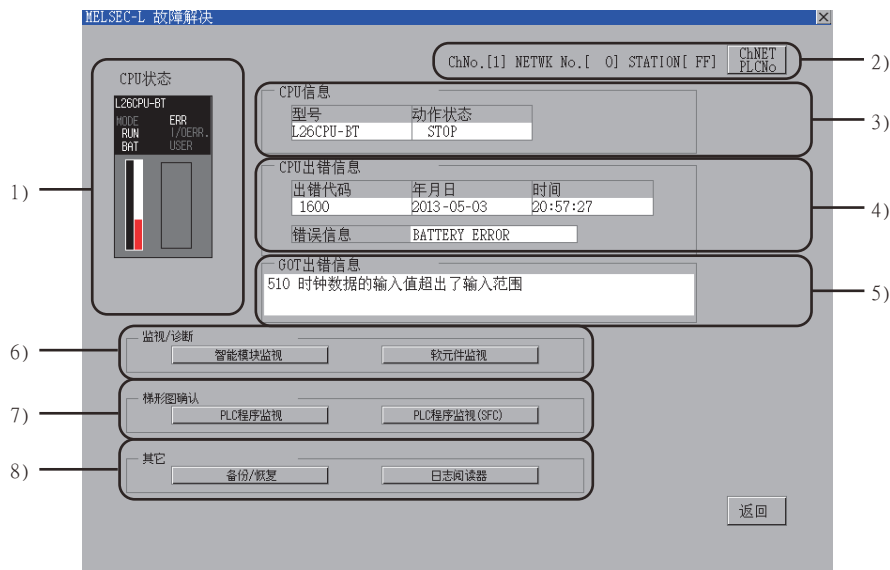 MELSEC-L 故障解决
ChNo.[1] NETWK No.[  0] STATION[ FF]
ChNET
PLCNo
2)
CPU状态
L26CPU-BT
MODE ERR
RUN I/OERR.
BAT USER
1)
CPU信息
型号 动作状态
L26CPU-BT STOP
3)
CPU出错信息
出错代码 年月日 时间
1600 2013-05-03 20:57:27
错误信息 BATTERY ERROR
4)
GOT出错信息
510 时钟数据的输入值超出了输入范围
5)
监视/诊断
智能模块监视 软元件监视
6)
梯形图确认
PLC程序监视 PLC程序监视(SFC)
7)
其它
备份/恢复 日志阅读器
8)
返回